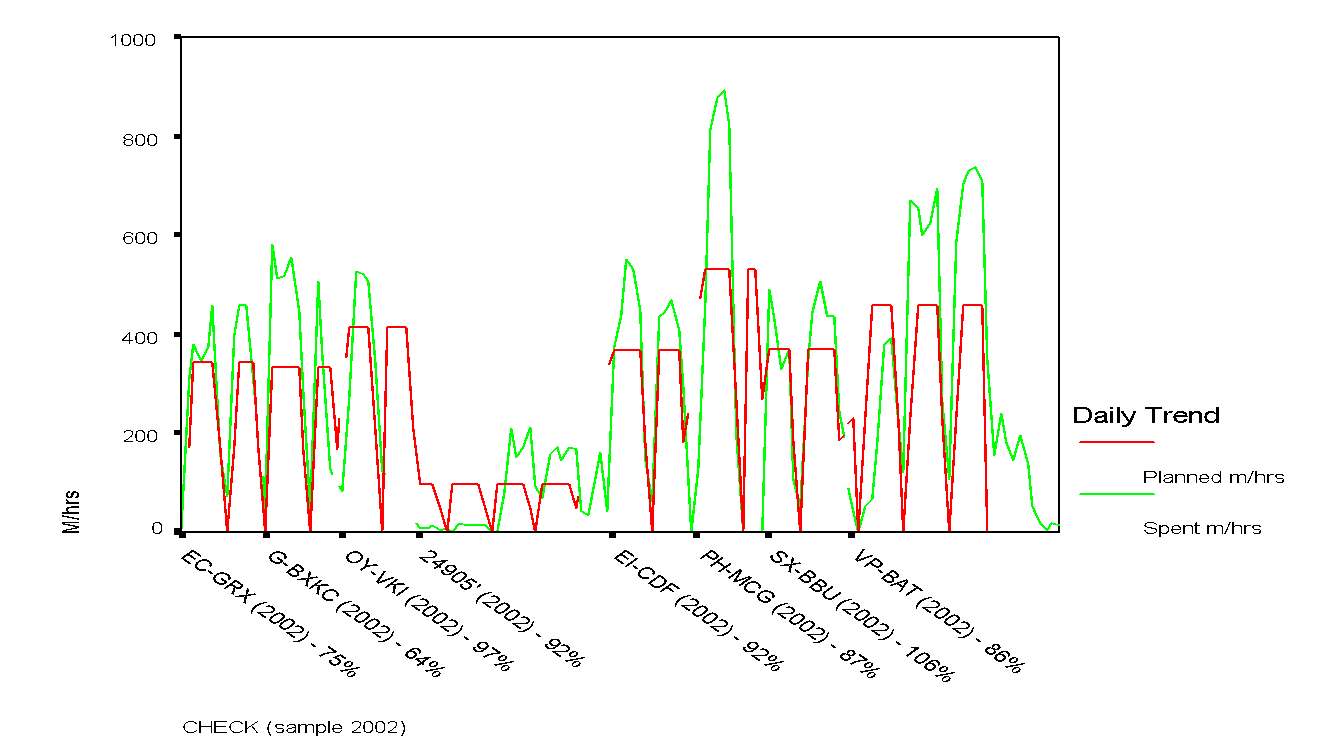 1000
800
600
400
200
0
M/hrs
EC-GRX (2002) - 75%
G-BXKC (2002) - 64%
OY-VKI (2002) - 97%
24905' (2002) - 92%
EI-CDF (2002) - 92%
PH-MCG (2002) - 87%
SX-BBU (2002) - 106%
VP-BAT (2002) - 86%
Daily Trend
Planned m/hrs
Spent m/hrs
CHECK (sample 2002)